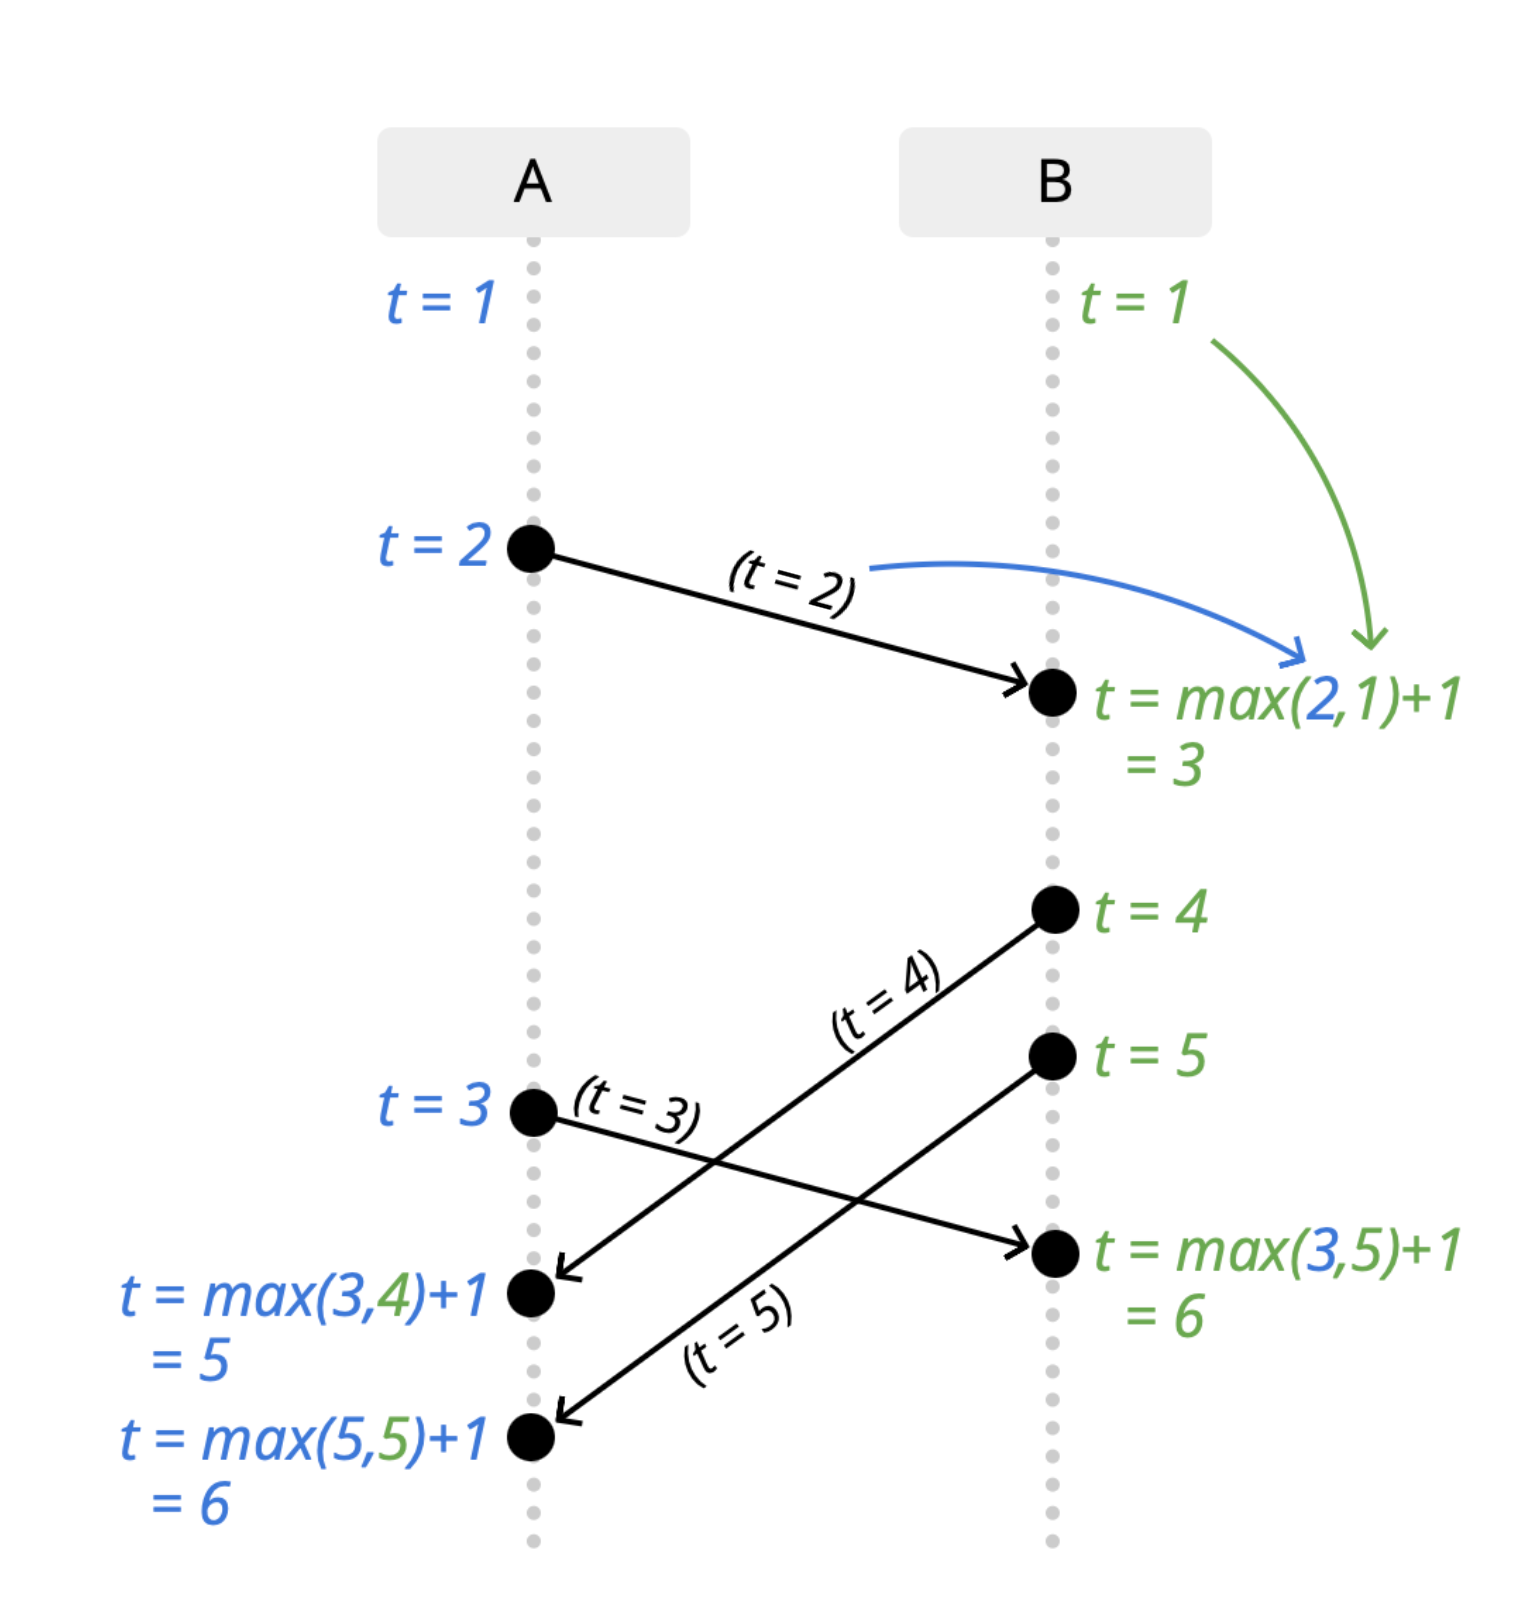 A
B
t = 1
t = 1
t = 2
(t = 2)
t = max(2,1)+1
= 3
t = 4
(t = 4)
t = 5
t = 3
(t = 3)
t = max(3,5)+1
= 6
t = max(3,4)+1
= 5
(t = 5)
t = max(5,5)+1
= 6